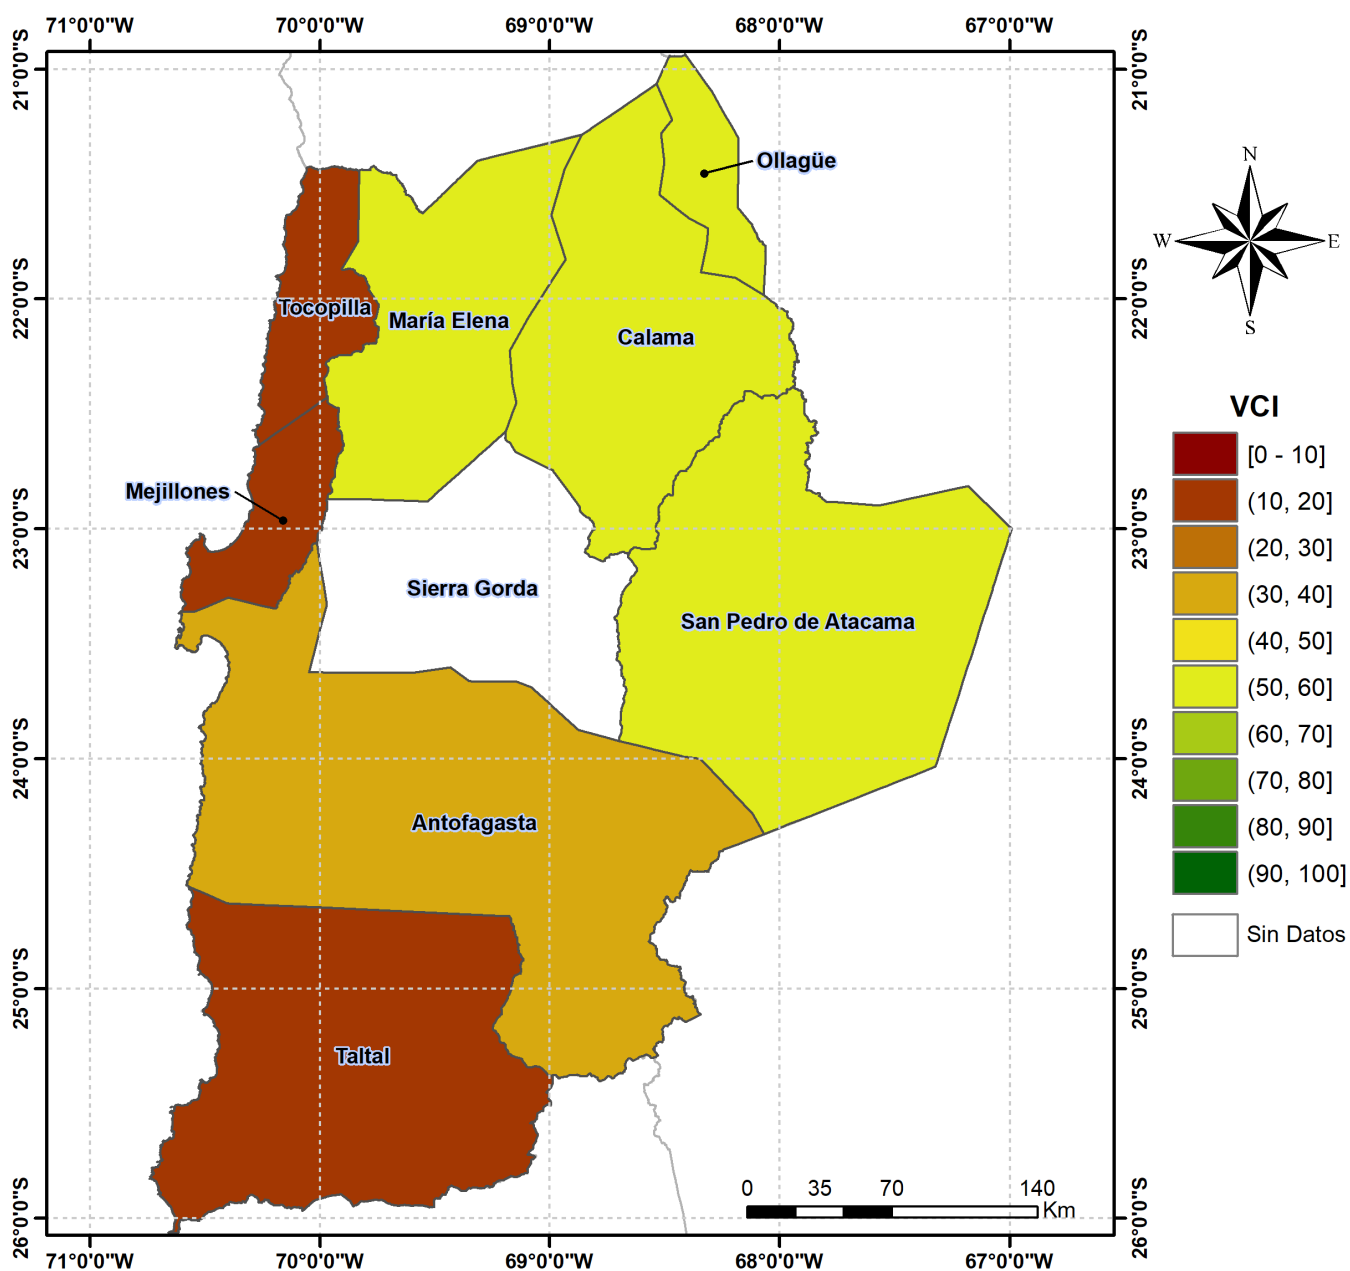 71°0'0"W 70°0'0"W 69°0'0"W 68°0'0"W 67°0'0"W
21°0'0"S
21°0'0"S
Ollagüe
N
W
E
S
22°0'0"S
22°0'0"S
Tocopilla
María Elena
Calama
VCI
[0 - 10]
(10, 20]
(20, 30]
(30, 40]
(40, 50]
(50, 60]
(60, 70]
(70, 80]
(80, 90]
(90, 100]
Sin Datos
Mejillones
23°0'0"S
23°0'0"S
Sierra Gorda
San Pedro de Atacama
24°0'0"S
24°0'0"S
Antofagasta
25°0'0"S
25°0'0"S
Taltal
0 35 70 140
Km
26°0'0"S
26°0'0"S
71°0'0"W 70°0'0"W 69°0'0"W 68°0'0"W 67°0'0"W